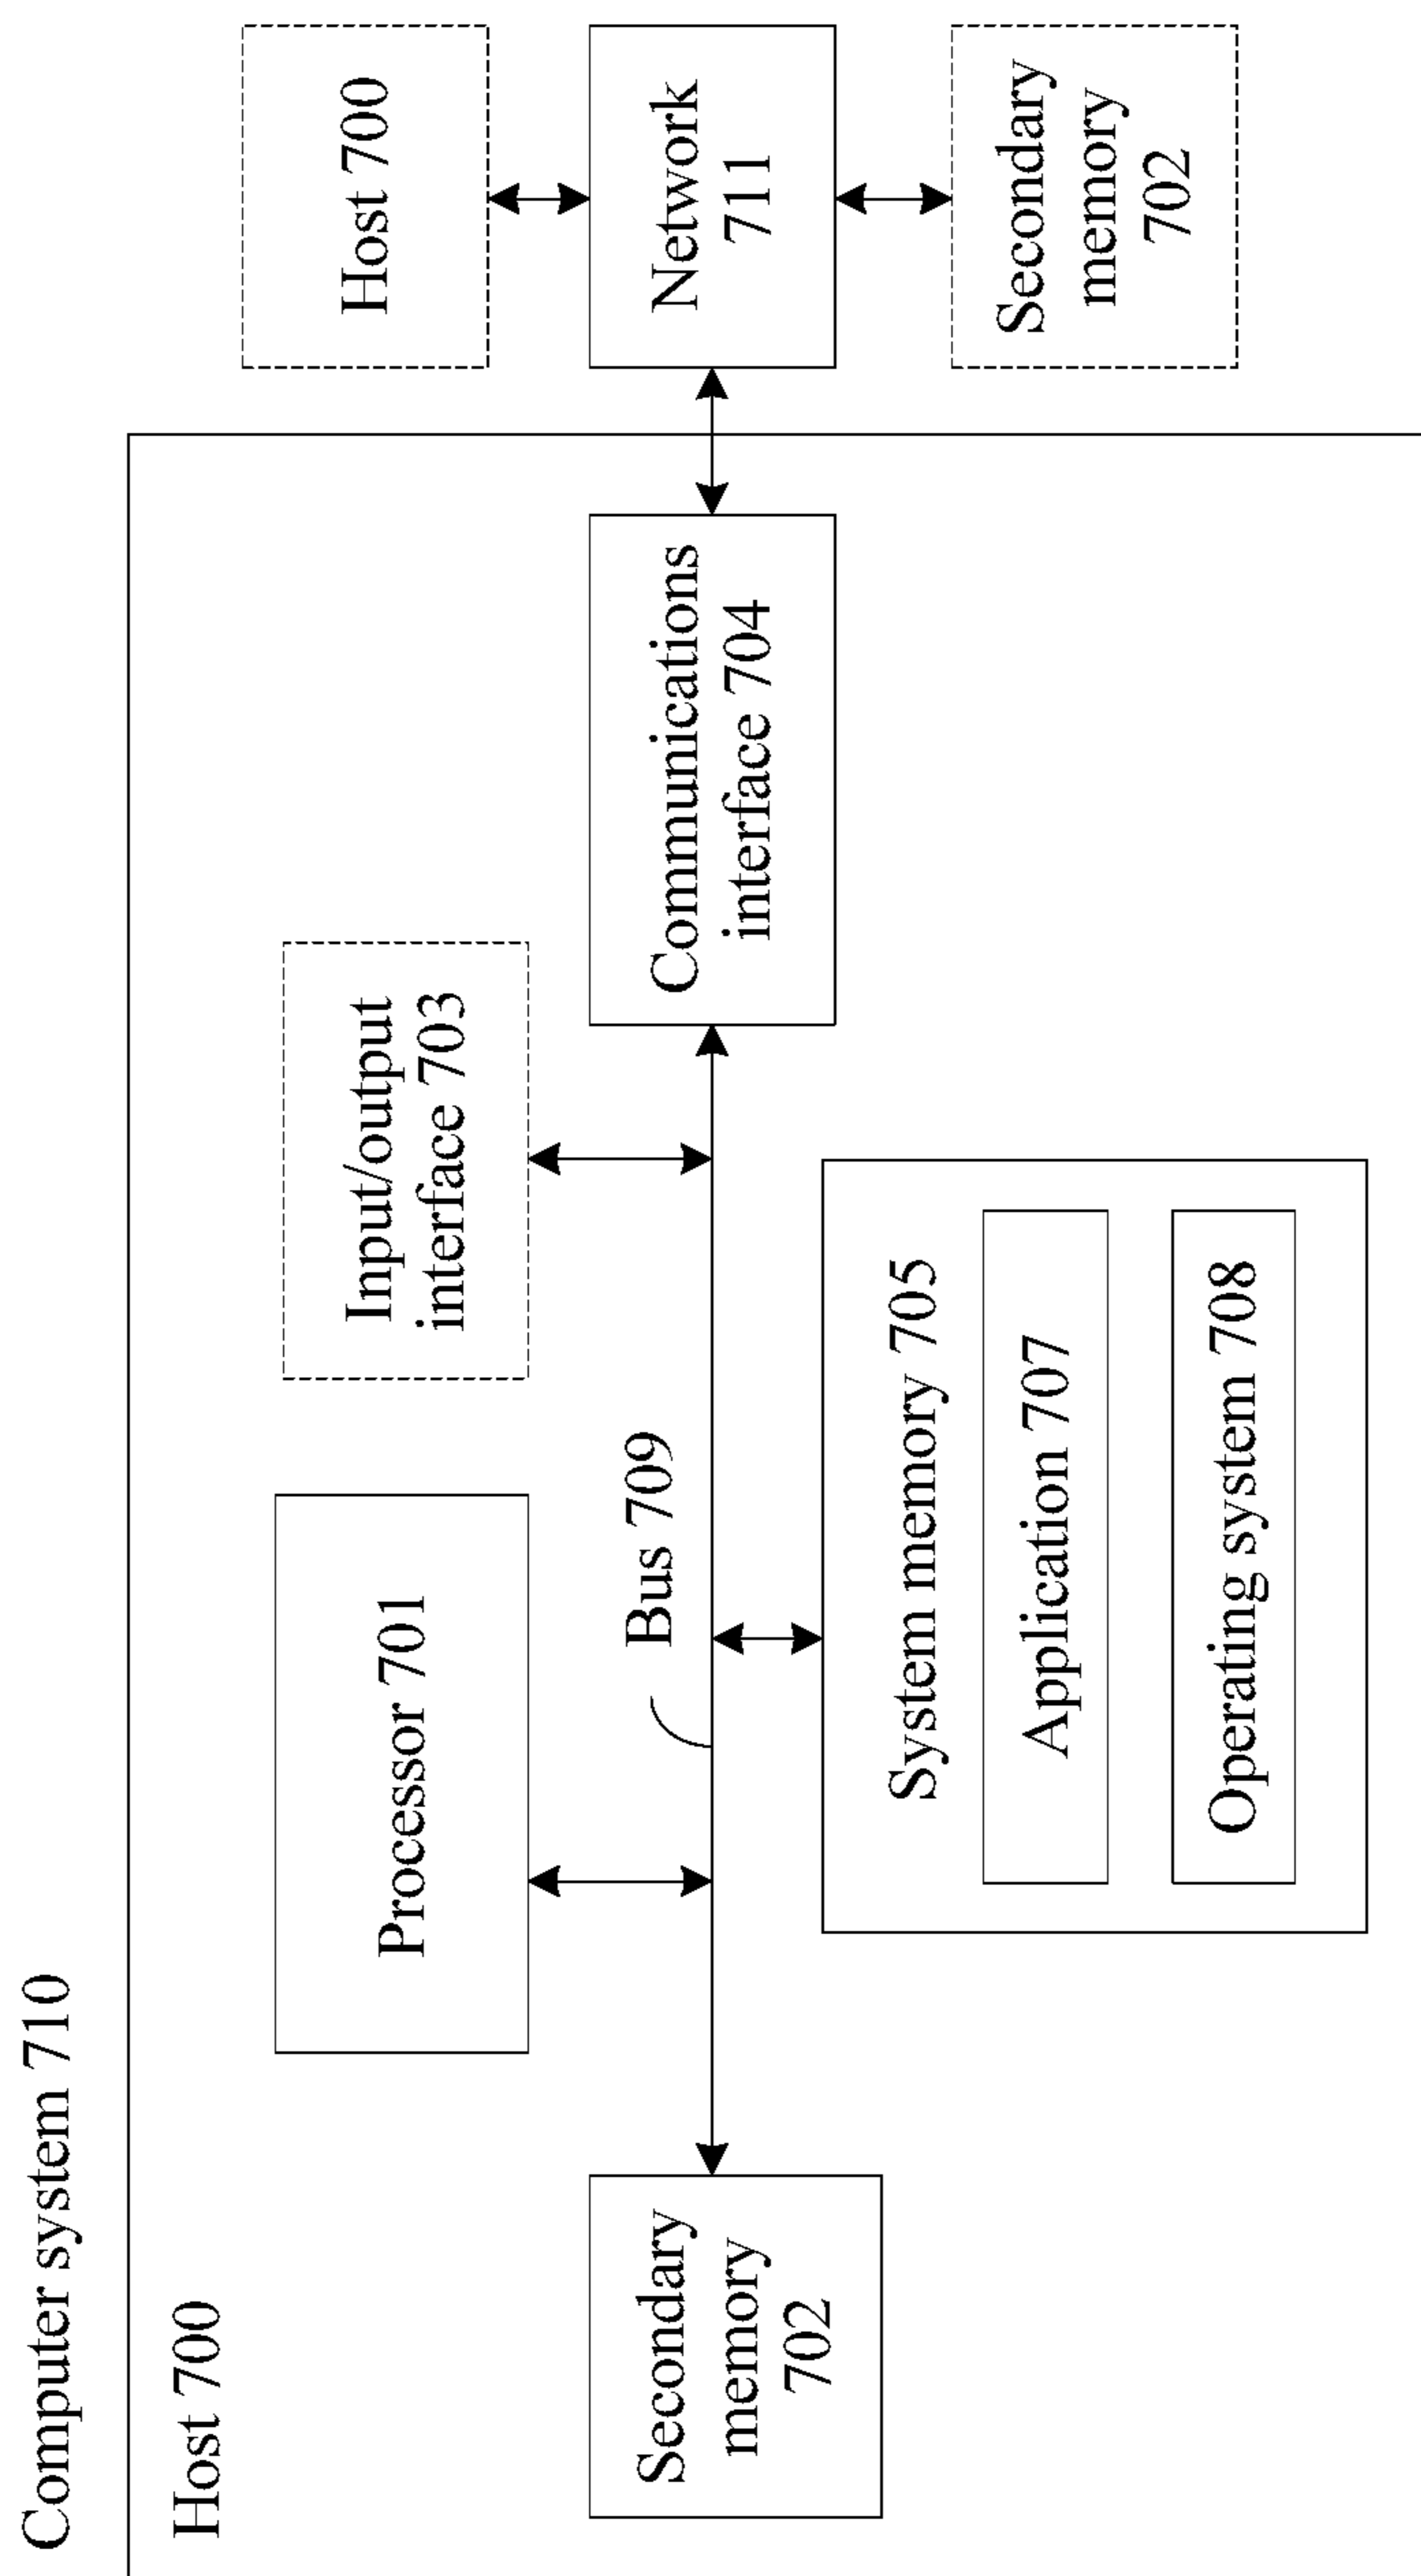 Computer system 710
Host 700
Processor 701
Input/output
interface 703
Host 700
Bus 709
Secondary
memory
702
Communications
interface 704
Network
711
System memory 705
Application 707
Operating system 708
Secondary
memory
702